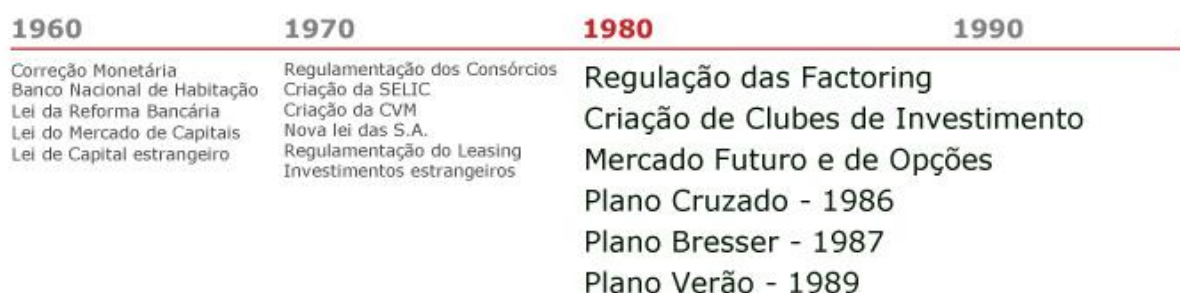 1960
1970
1980
1990
Correção Monetária
Banco Nacional de Habitação
Lei da Reforma Bancária
Lei do Mercado de Capitais
Lei de Capital estrangeiro
Regulamentação dos Consórcios
Criação da SELIC
Criação da CVM
Nova lei das S.A.
Regulamentação do Leasing
Investimentos estrangeiros
Regulação das Factoring
Criação de Clubes de Investimento
Mercado Futuro e de Opções
Plano Cruzado - 1986
Plano Bresser - 1987
Plano Verão - 1989